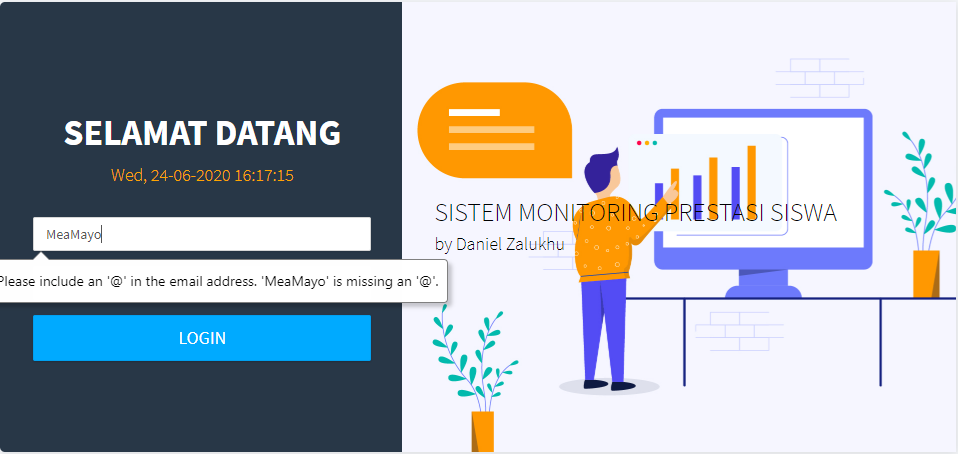 SELAMAT DATANG
Wed, 24-06-2020 16:17:15
MeaMayo
Please include an '@' in the email address. 'MeaMayo' is missing an '@'.
LOGIN
SISTEM MONITORING PRESTASI SISWA
by Daniel Zalukhu